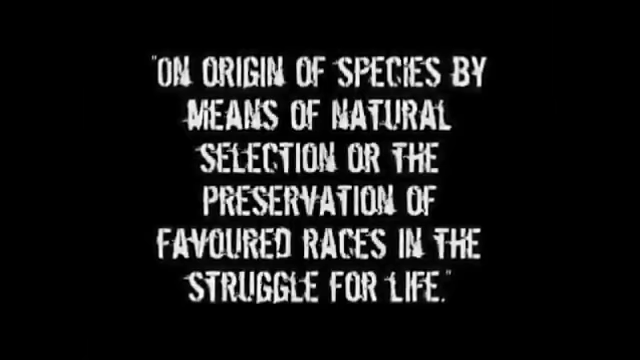 "ON ORIGIN OF SPECIES BY
MEANS OF NATURAL
SELECTION OR THE
PRESERVATION OF
FAVOURED RACES IN THE
STRUGGLE FOR LIFE."